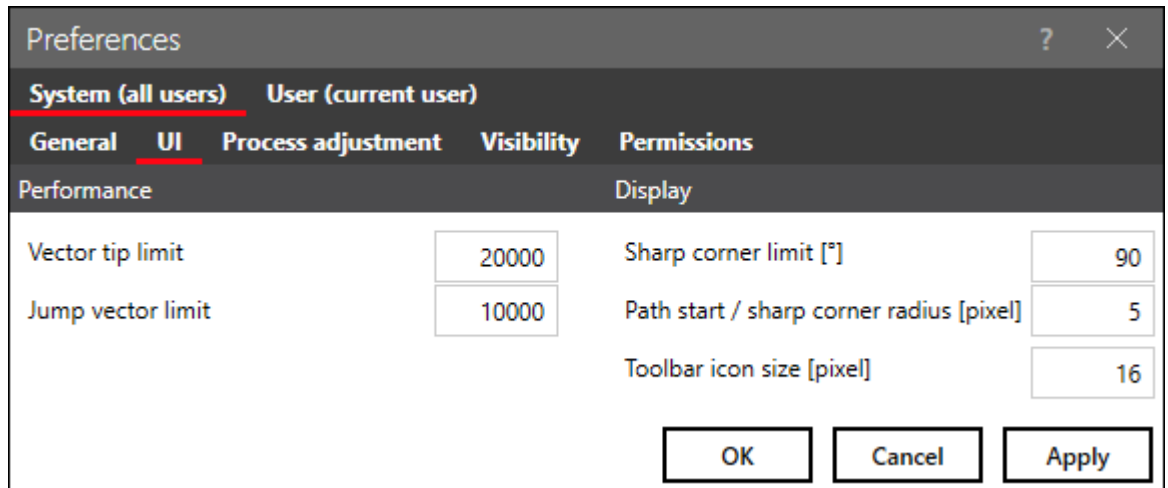 Preferences ?
System (all users) User (current user)
General UI Process adjustment Visibility Permissions
Performance Display
Vector tip limit 20000 Sharp corner limit [°] 90
Jump vector limit 10000 Path start / sharp corner radius [pixel] 5
Toolbar icon size [pixel] 16
OK Cancel Apply